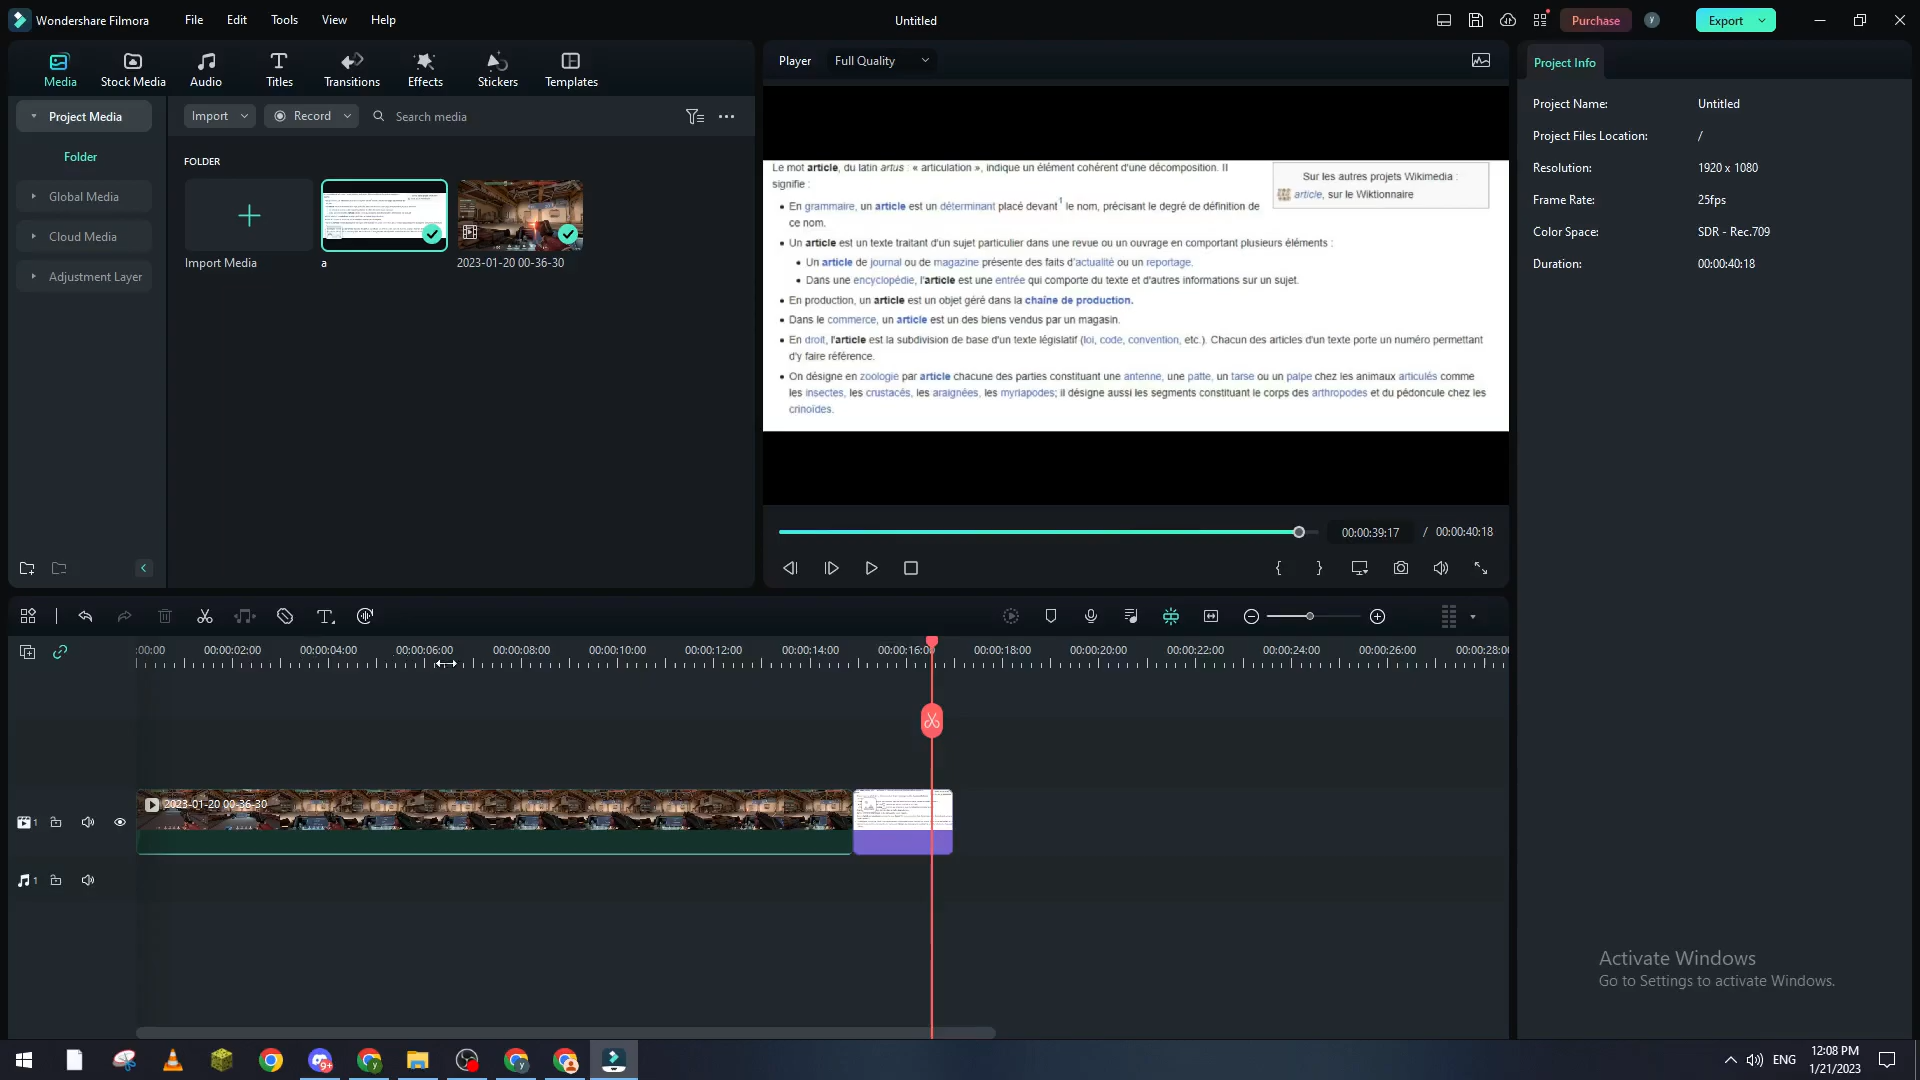 Wondershare Filmora
File
Edit
Tools
View
Help
Untitled
Purchase
y
Export
Media
Stock Media
Audio
Titles
Transitions
Effects
Stickers
Templates
Player
Full Quality
Project Info
Project Media
Folder
Global Media
Cloud Media
Adjustment Layer
Import
Record
Search media
FOLDER
Import Media
a
2023-01-20 00-36-30
Le mot article, du latin artus : « articulation », indique un élément cohérent d'une décomposition. Il
signifie :
Sur les autres projets Wikimedia :
article, sur le Wiktionnaire
• En grammaire, un article est un déterminant placé devant1 le nom, précisant le degré de définition de
ce nom.
• Un article est un texte traitant d'un sujet particulier dans une revue ou un ouvrage en comportant plusieurs éléments :
• Un article de journal ou de magazine présente des faits d'actualité ou un reportage.
• Dans une encyclopédie, l'article est une entrée qui comporte du texte et d'autres informations sur un sujet.
• En production, un article est un objet géré dans la chaîne de production.
• Dans le commerce, un article est un des biens vendus par un magasin.
• En droit, l'article est la subdivision de base d'un texte législatif (loi, code, convention, etc.). Chacun des articles d'un texte porte un numéro permettant
d'y faire référence.
• On désigne en zoologie par article chacune des parties constituant une antenne, une patte, un tarse ou un palpe chez les animaux articulés comme
les insectes, les crustacés, les araignées, les myriapodes; il désigne aussi les segments constituant le corps des arthropodes et du pédoncule chez les
crinoïdes.
00:00:39:17 / 00:00:40:18
Project Name: Untitled
Project Files Location: /
Resolution: 1920 x 1080
Frame Rate: 25fps
Color Space: SDR - Rec.709
Duration: 00:00:40:18
:00:00 00:00:02:00 00:00:04:00 00:00:06:00 00:00:08:00 00:00:10:00 00:00:12:00 00:00:14:00 00:00:16:00 00:00:18:00 00:00:20:00 00:00:22:00 00:00:24:00 00:00:26:00 00:00:28:00
2023-01-20 00-36-30
1
1
Activate Windows
Go to Settings to activate Windows.
9+
ENG
12:08 PM
1/21/2023